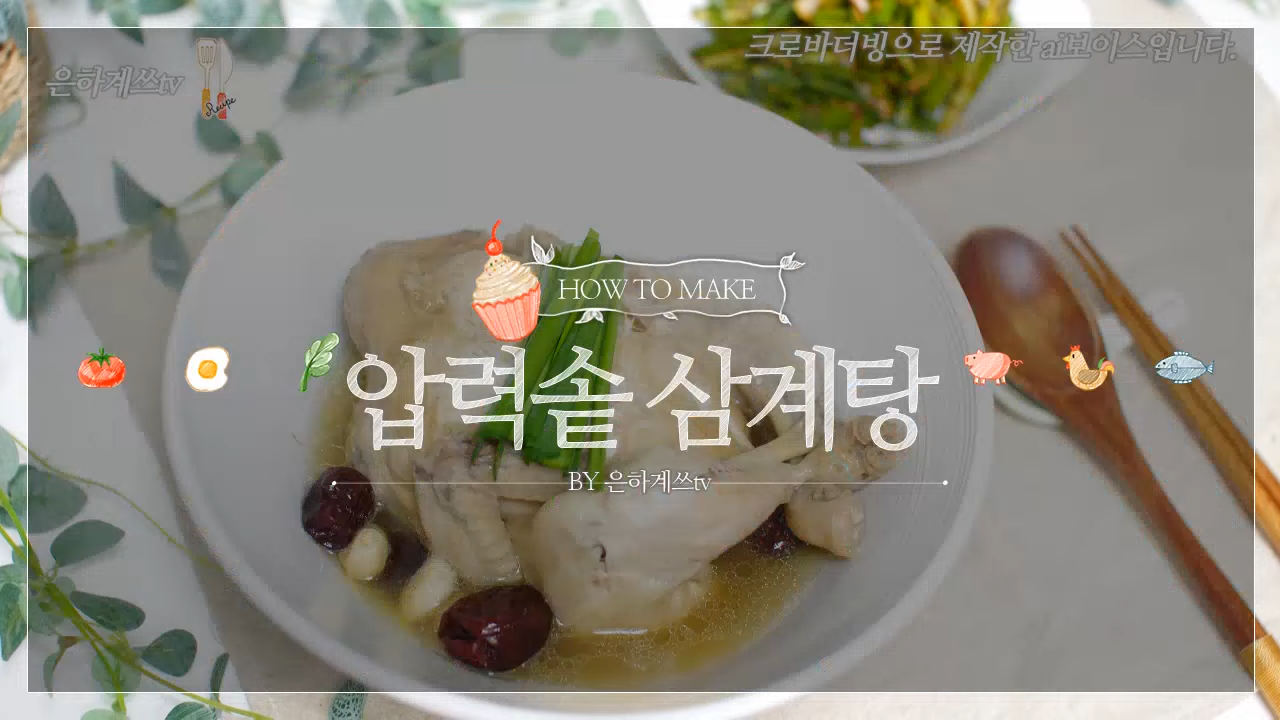 크로바더빙으로 제작한 ai보이스입니다.
은하계쓰tv
Recipe
HOW TO MAKE
압력솥 삼계탕
BY 은하계쓰tv